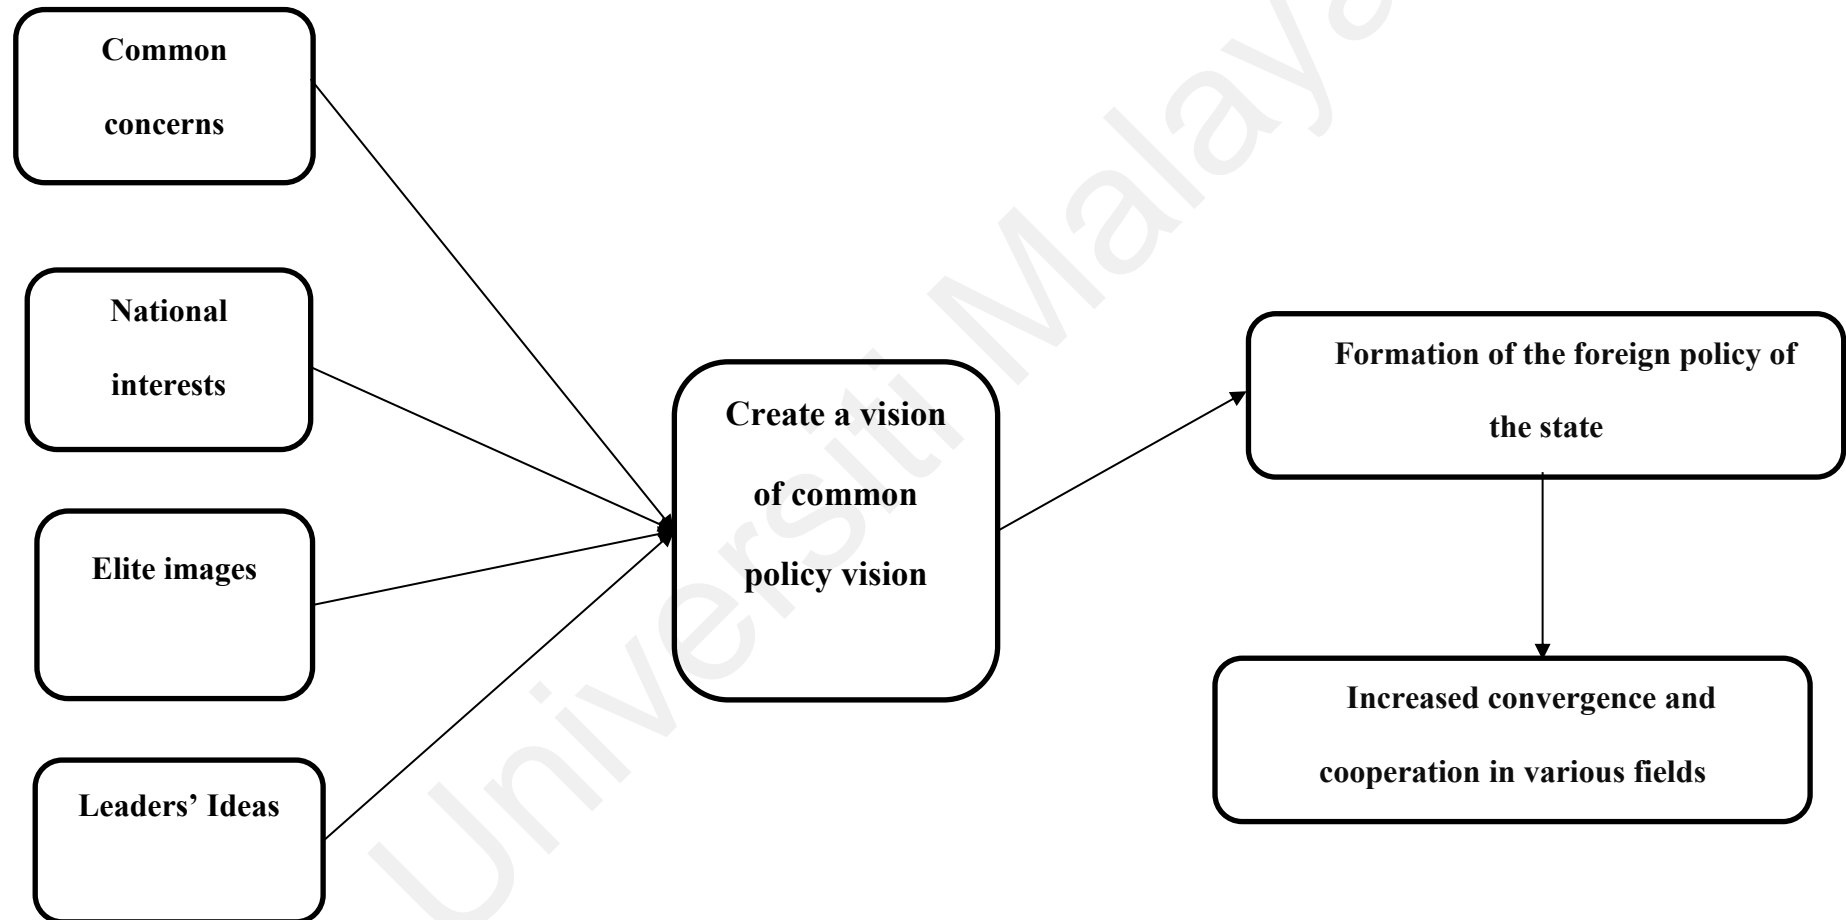 Common
concerns
National
interests
Elite images
Leaders’ Ideas
Create a vision
of common
policy vision
Formation of the foreign policy of
the state
Increased convergence and
cooperation in various fields
Universiti Malaya